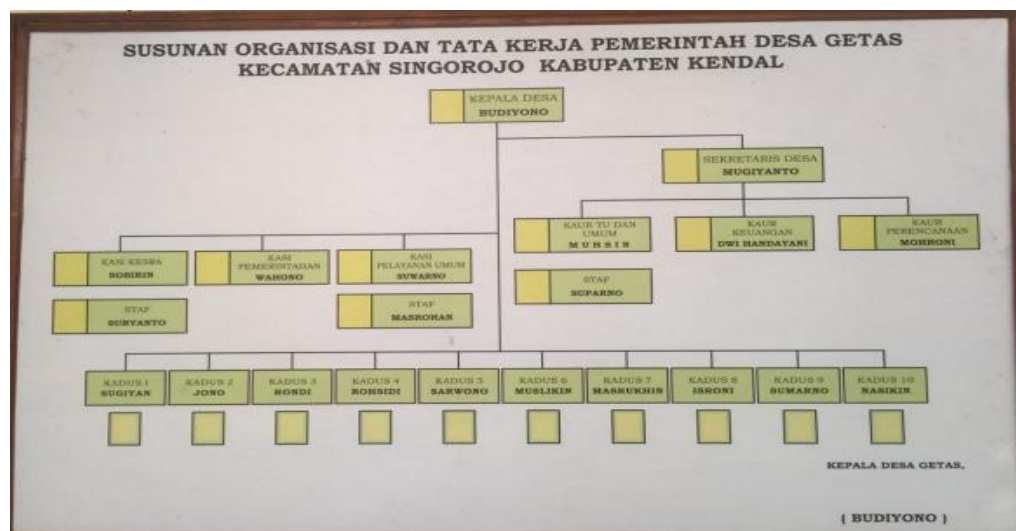 SUSUNAN ORGANISASI DAN TATA KERJA PEMERINTAH DESA GETAS
KECAMATAN SINGOROJO KABUPATEN KENDAL
KEPALA DESA
BUDIYONO
SEKRETARIS DESA
MUGIYANTO
KAUR TU DAN
UMUM
MUHSIN
KAUR
KEUANGAN
DWI HANDAYANI
KAUR
PERENCANAAN
MOHRONI
STAF
SUPARNO
KASI KESRA
SOBIRIN
KASI
PEMERINTAHAN
WAHONO
KASI
PELAYANAN UMUM
SUWARNO
STAF
SURYANTO
STAF
MASROHAN
KADUS 1
SUGIYAN
KADUS 2
JONO
KADUS 3
RONDI
KADUS 4
ROHSIDI
KADUS 5
SARWONO
KADUS 6
MUSLIKIN
KADUS 7
MASRUKHIN
KADUS 8
ISRONI
KADUS 9
SUMARNO
KADUS 10
NASIKIN
KEPALA DESA GETAS,
( BUDIYONO )